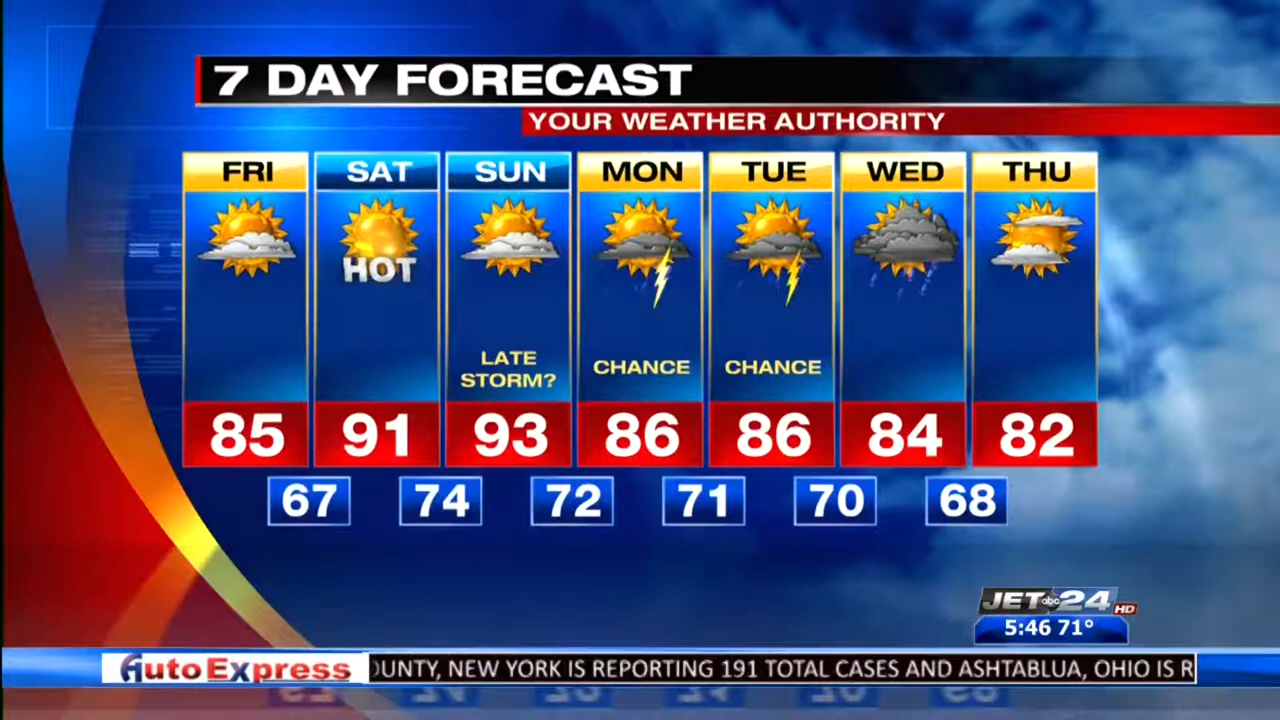 7 DAY FORECAST
YOUR WEATHER AUTHORITY
FRI SAT SUN MON TUE WED THU
HOT
LATE STORM? CHANCE CHANCE
85 91 93 86 86 84 82
67 74 72 71 70 68
JET abc 24 HD
5:46 71°
AutoExpress OUNTY, NEW YORK IS REPORTING 191 TOTAL CASES AND ASHTABLUA, OHIO IS R